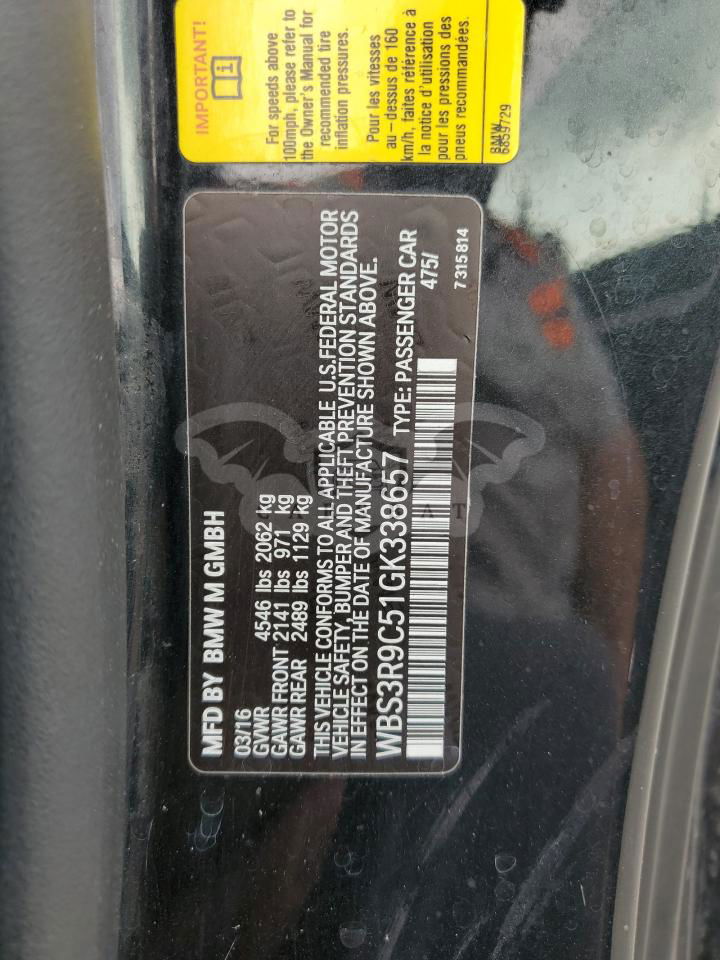 IMPORTANT!
For speeds above
100mph, please refer to
the Owner's Manual for
recommended tire
inflation pressures.
Pour les vitesses
au-dessus de 160
km/h, faites référence à
la notice d'utilisation
pour les pressions des
pneus recommandées.
BMW
6859729
MFD BY BMW M GMBH
03/16
GVWR 4546 lbs 2062 kg
GAWR FRONT 2141 lbs 971 kg
GAWR REAR 2489 lbs 1129 kg
THIS VEHICLE CONFORMS TO ALL APPLICABLE U.S.FEDERAL MOTOR
VEHICLE SAFETY, BUMPER AND THEFT PREVENTION STANDARDS
IN EFFECT ON THE DATE OF MANUFACTURE SHOWN ABOVE.
WBS3R9C51GK338657 TYPE: PASSENGER CAR
475/
7 315 814